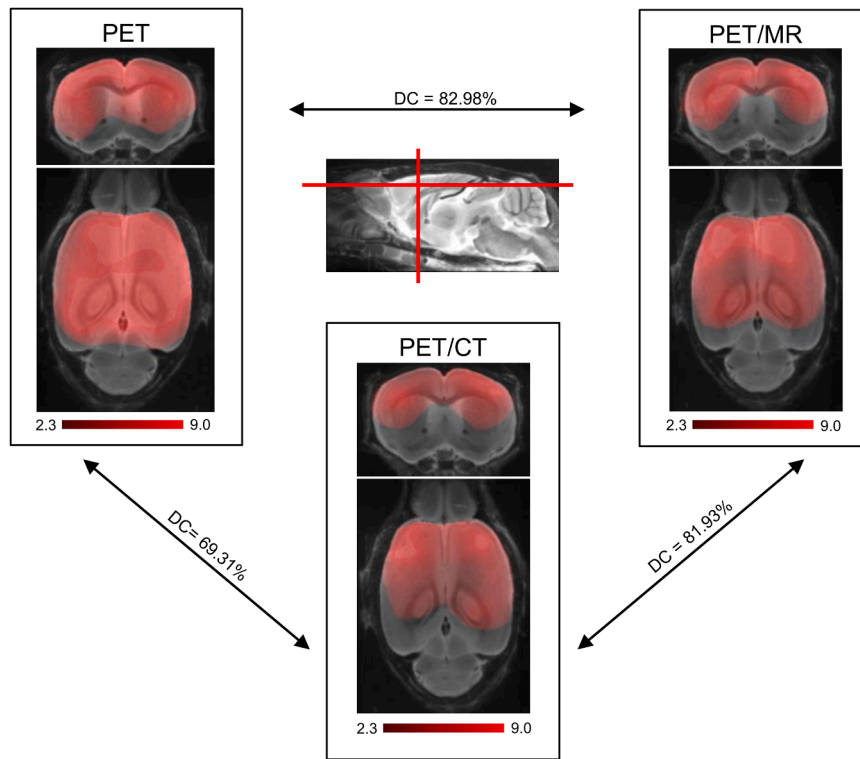 PET
2.3
9.0
DC = 82.98%
PET/MR
2.3
9.0
PET/CT
2.3
9.0
DC= 69.31%
DC = 81.93%